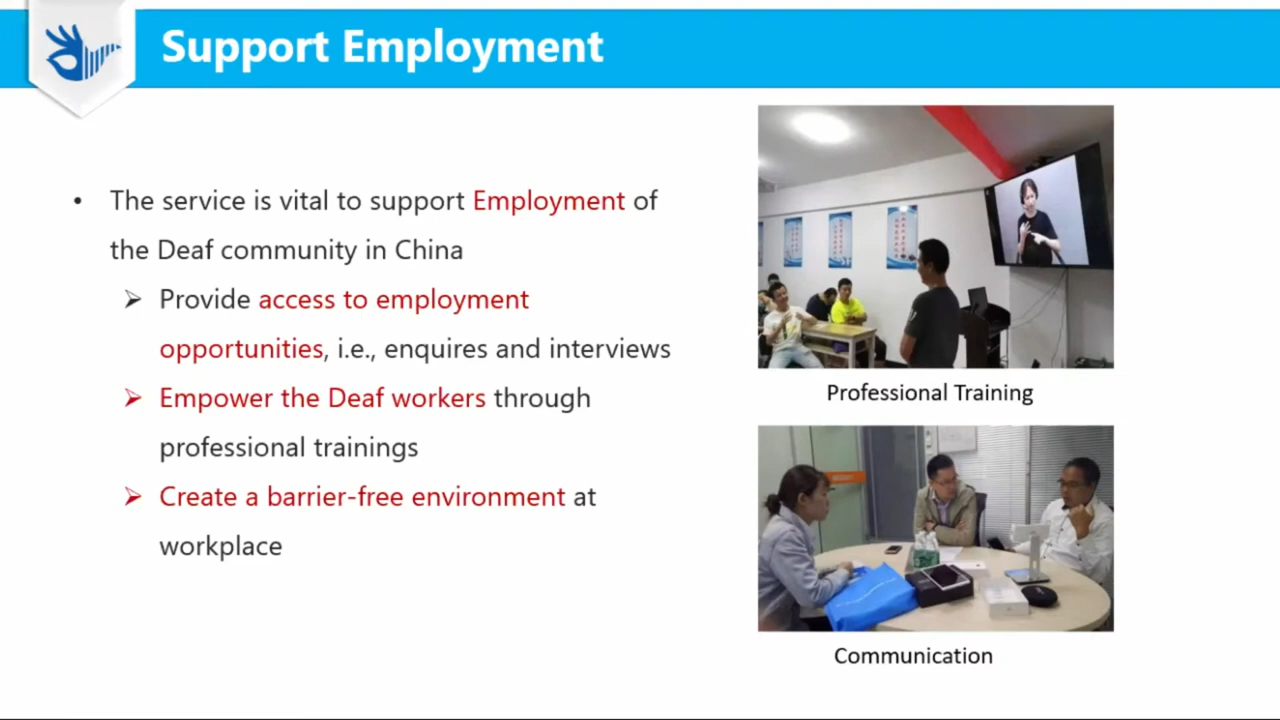 Support Employment
• The service is vital to support Employment of
the Deaf community in China
➢ Provide access to employment
opportunities, i.e., enquires and interviews
➢ Empower the Deaf workers through
professional trainings
➢ Create a barrier-free environment at
workplace
Professional Training
Communication